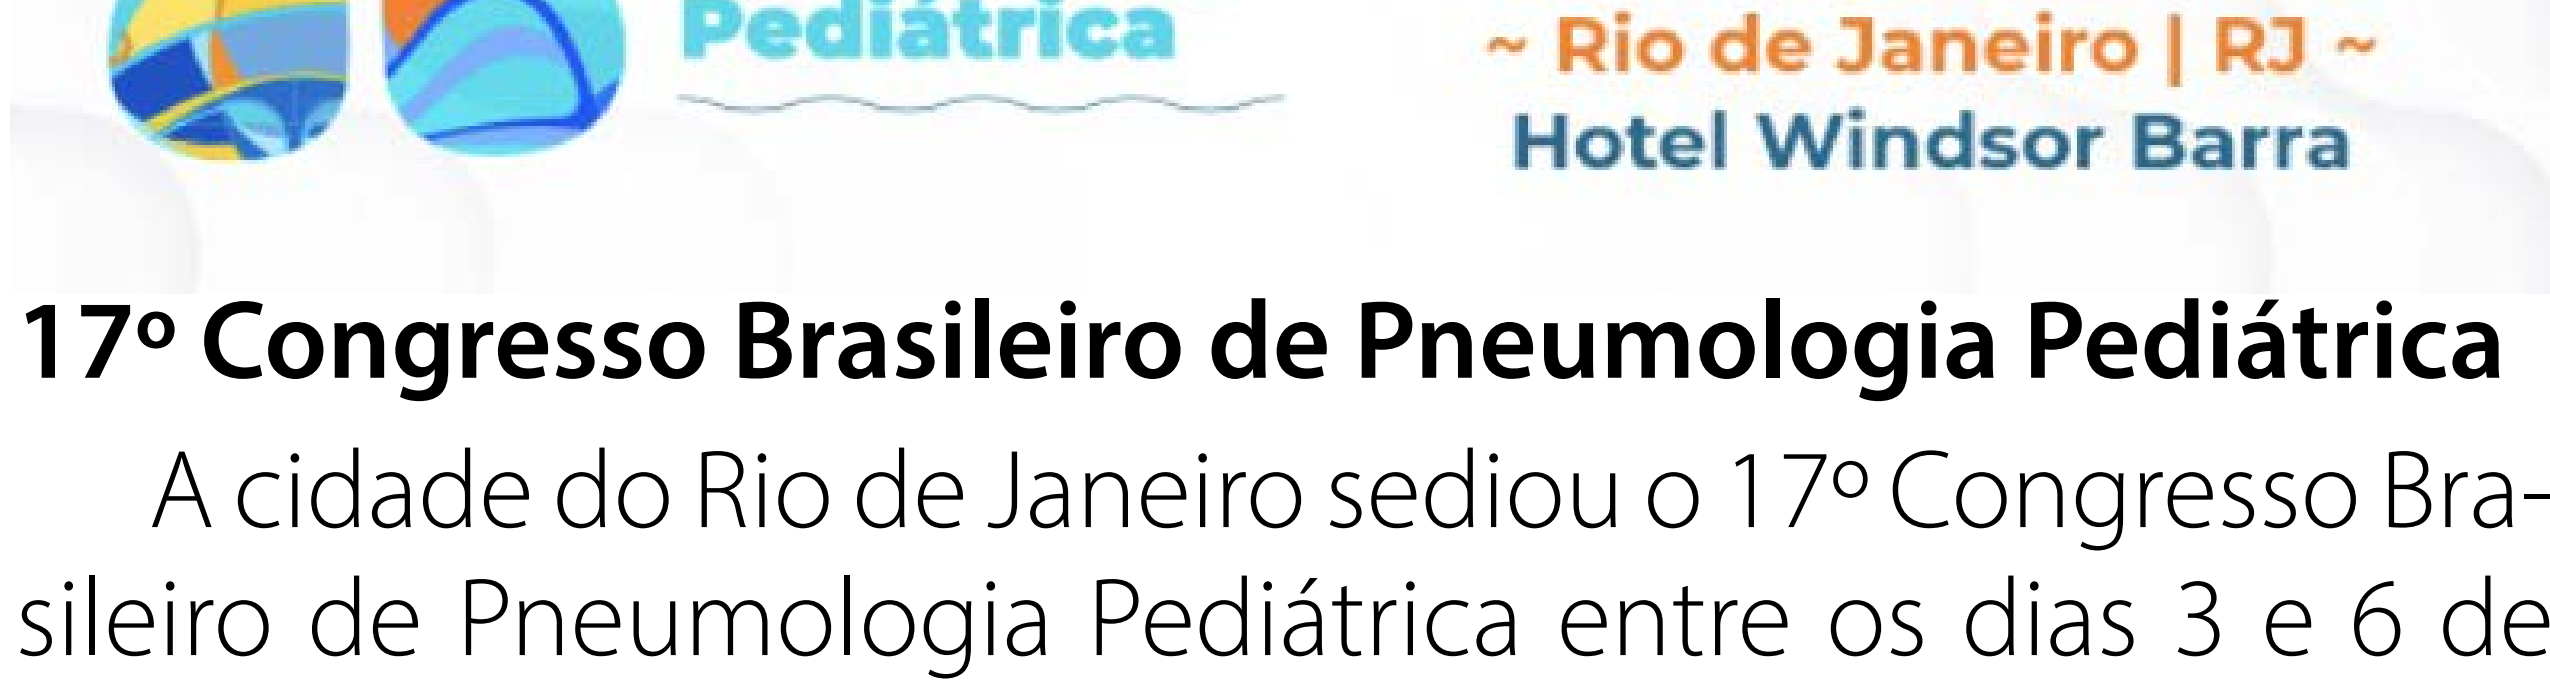 Pediátrica
~ Rio de Janeiro | RJ ~
Hotel Windsor Barra
17º Congresso Brasileiro de Pneumologia Pediátrica
A cidade do Rio de Janeiro sediou o 17º Congresso Bra-
sileiro de Pneumologia Pediátrica entre os dias 3 e 6 de